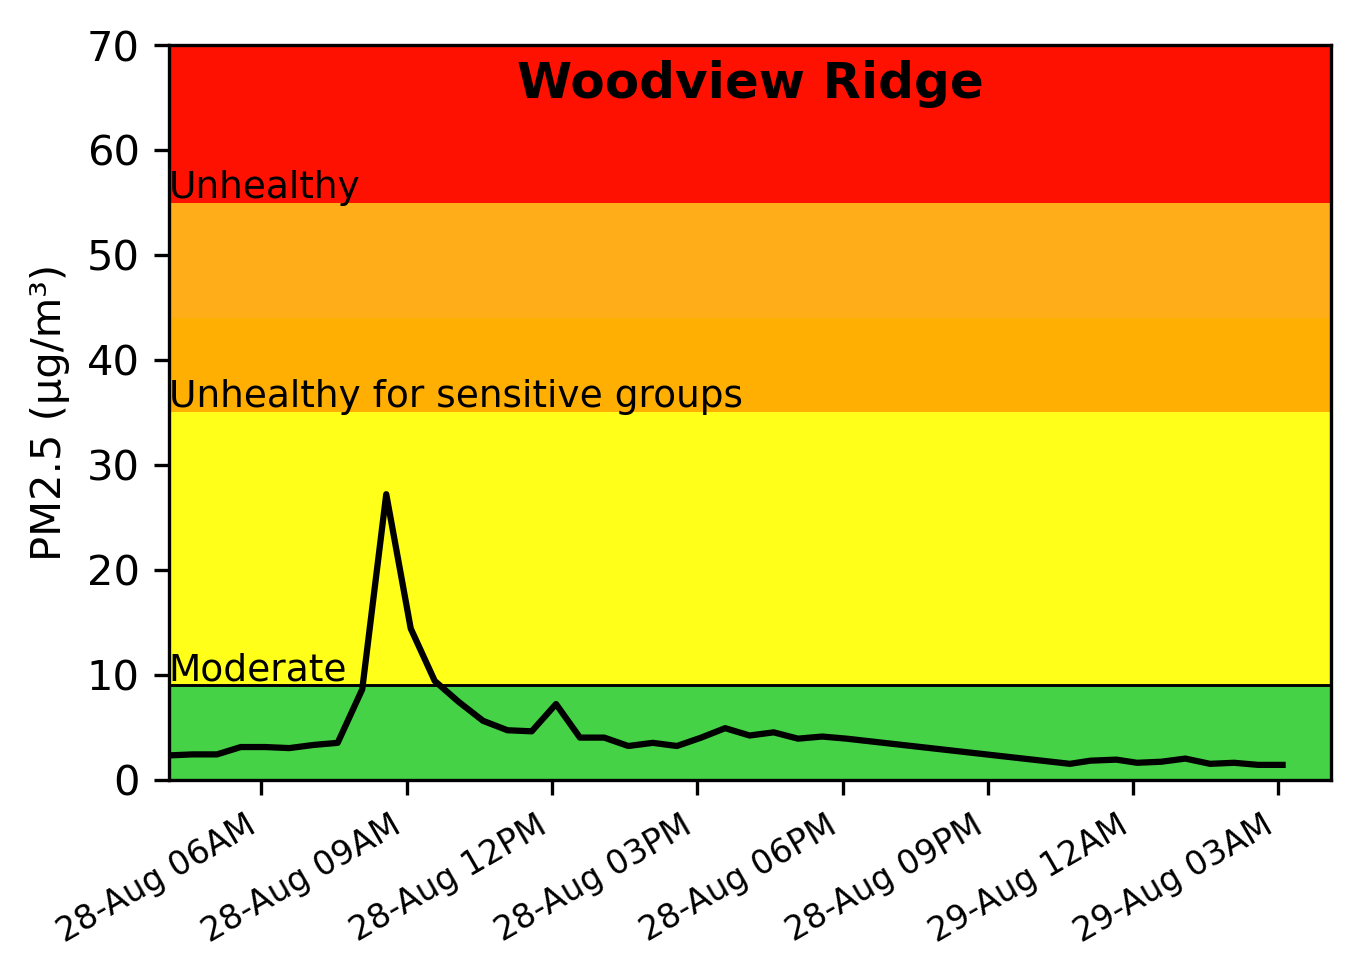 Woodview Ridge
PM2.5 (µg/m³)
70
60
50
40
30
20
10
0
Unhealthy
Unhealthy for sensitive groups
Moderate
28-Aug 06AM
28-Aug 09AM
28-Aug 12PM
28-Aug 03PM
28-Aug 06PM
28-Aug 09PM
29-Aug 12AM
29-Aug 03AM